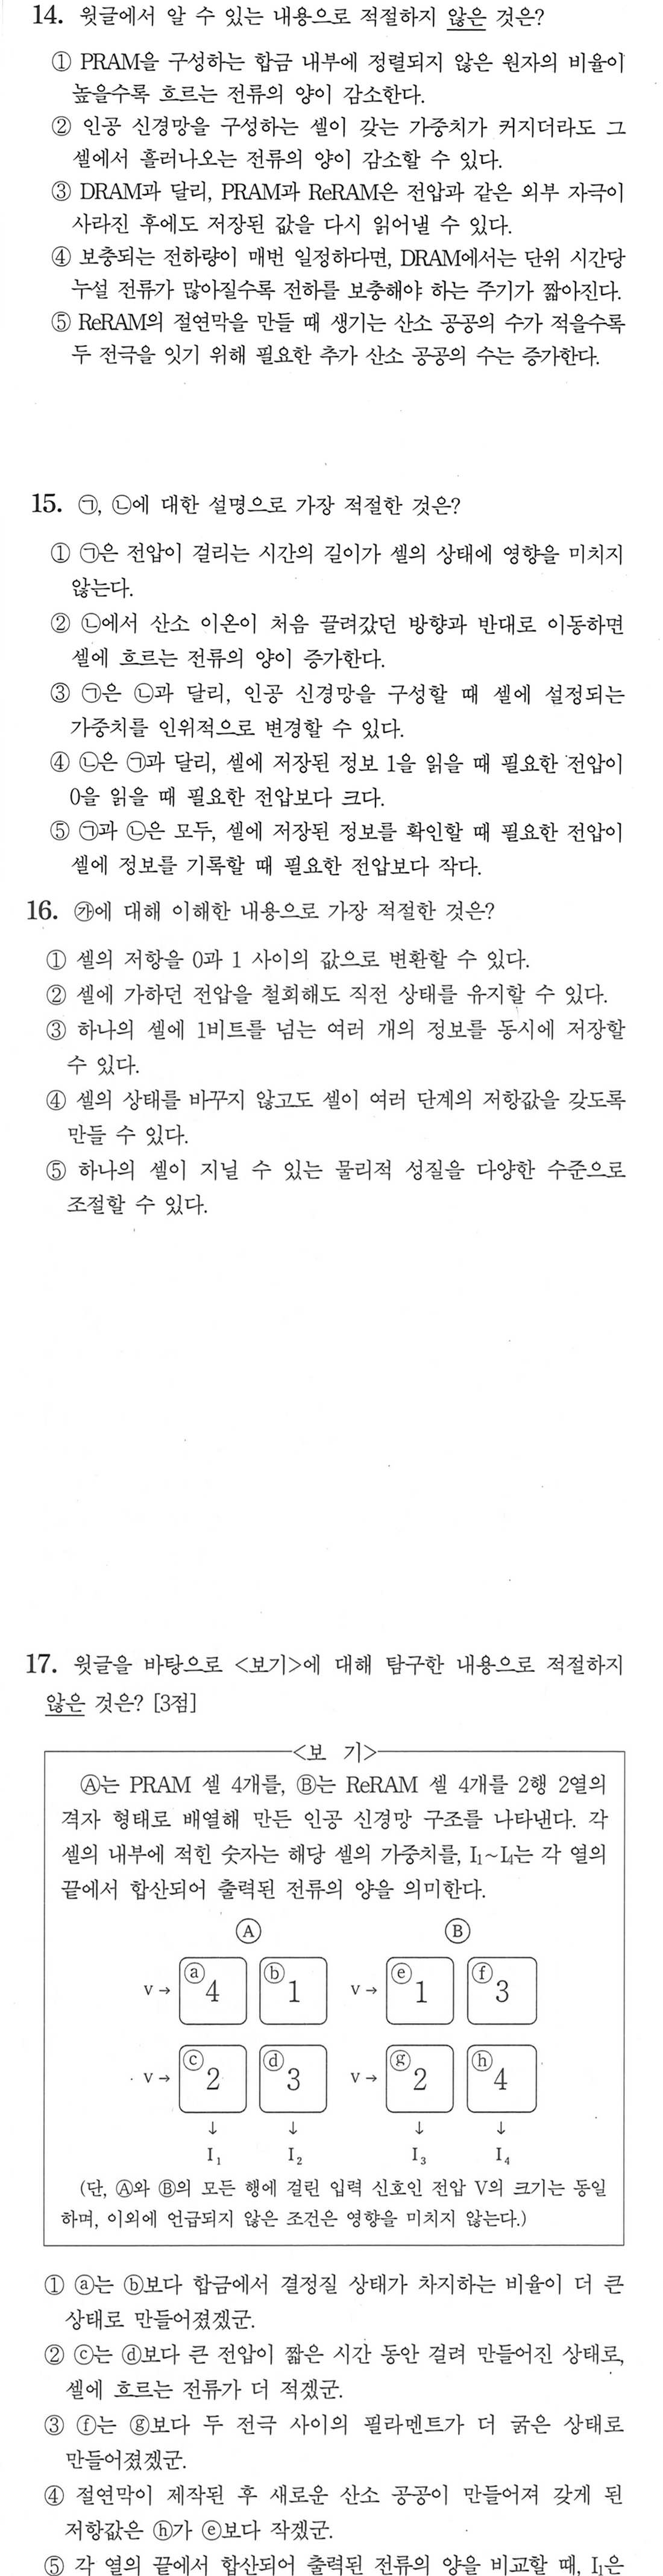 14. 윗글에서 알 수 있는 내용으로 적절하지 않은 것은?
① PRAM을 구성하는 합금 내부에 정렬되지 않은 원자의 비율이
높을수록 흐르는 전류의 양이 감소한다.
② 인공 신경망을 구성하는 셀이 갖는 가중치가 커지더라도 그
셀에서 흘러나오는 전류의 양이 감소할 수 있다.
③ DRAM과 달리, PRAM과 ReRAM은 전압과 같은 외부 자극이
사라진 후에도 저장된 값을 다시 읽어낼 수 있다.
④ 보충되는 전하량이 매번 일정하다면, DRAM에서는 단위 시간당
누설 전류가 많아질수록 전하를 보충해야 하는 주기가 짧아진다.
⑤ ReRAM의 절연막을 만들 때 생기는 산소 공공의 수가 적을수록
두 전극을 잇기 위해 필요한 추가 산소 공공의 수는 증가한다.
15. ㉠, ㉡에 대한 설명으로 가장 적절한 것은?
① ㉠은 전압이 걸리는 시간의 길이가 셀의 상태에 영향을 미치지
않는다.
② ㉡에서 산소 이온이 처음 끌려갔던 방향과 반대로 이동하면
셀에 흐르는 전류의 양이 증가한다.
③ ㉠은 ㉡과 달리, 인공 신경망을 구성할 때 셀에 설정되는
가중치를 인위적으로 변경할 수 있다.
④ ㉡은 ㉠과 달리, 셀에 저장된 정보 1을 읽을 때 필요한 전압이
0을 읽을 때 필요한 전압보다 크다.
⑤ ㉠과 ㉡은 모두, 셀에 저장된 정보를 확인할 때 필요한 전압이
셀에 정보를 기록할 때 필요한 전압보다 작다.
16. ㉮에 대해 이해한 내용으로 가장 적절한 것은?
① 셀의 저항을 0과 1 사이의 값으로 변환할 수 있다.
② 셀에 가하던 전압을 철회해도 직전 상태를 유지할 수 있다.
③ 하나의 셀에 1비트를 넘는 여러 개의 정보를 동시에 저장할
수 있다.
④ 셀의 상태를 바꾸지 않고도 셀이 여러 단계의 저항값을 갖도록
만들 수 있다.
⑤ 하나의 셀이 지닐 수 있는 물리적 성질을 다양한 수준으로
조절할 수 있다.
17. 윗글을 바탕으로 <보기>에 대해 탐구한 내용으로 적절하지
않은 것은? [3점]
<보 기>
Ⓐ는 PRAM 셀 4개를, Ⓑ는 ReRAM 셀 4개를 2행 2열의
격자 형태로 배열해 만든 인공 신경망 구조를 나타낸다. 각
셀의 내부에 적힌 숫자는 해당 셀의 가중치를, I₁~I₄는 각 열의
끝에서 합산되어 출력된 전류의 양을 의미한다.
Ⓐ Ⓑ
V → ⓐ 4 ⓑ 1 V → ⓔ 1 ⓕ 3
V → ⓒ 2 ⓓ 3 V → ⓖ 2 ⓗ 4
↓ ↓ ↓ ↓
I₁ I₂ I₃ I₄
(단, Ⓐ와 Ⓑ의 모든 행에 걸린 입력 신호인 전압 V의 크기는 동일
하며, 이외에 언급되지 않은 조건은 영향을 미치지 않는다.)
① ⓐ는 ⓑ보다 합금에서 결정질 상태가 차지하는 비율이 더 큰
상태로 만들어졌겠군.
② ⓒ는 ⓓ보다 큰 전압이 짧은 시간 동안 걸려 만들어진 상태로,
셀에 흐르는 전류가 더 적겠군.
③ ⓕ는 ⓖ보다 두 전극 사이의 필라멘트가 더 굵은 상태로
만들어졌겠군.
④ 절연막이 제작된 후 새로운 산소 공공이 만들어져 갖게 된
저항값은 ⓗ가 ⓔ보다 작겠군.
⑤ 각 열의 끝에서 합산되어 출력된 전류의 양을 비교할 때, I₁은